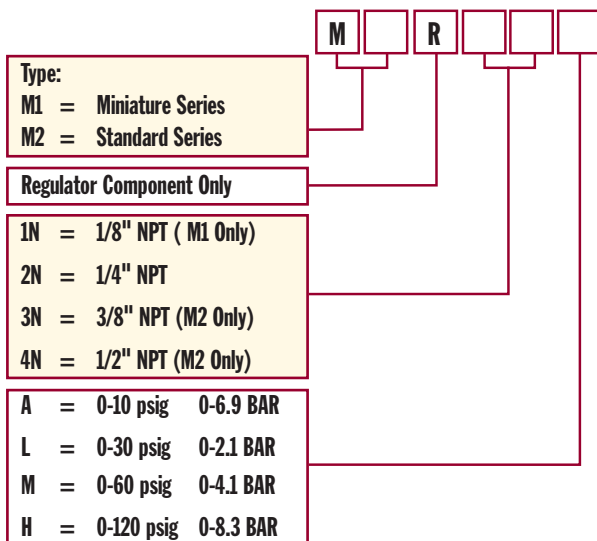 M R
Type:
M1 = Miniature Series
M2 = Standard Series
Regulator Component Only
1N = 1/8" NPT ( M1 Only)
2N = 1/4" NPT
3N = 3/8" NPT (M2 Only)
4N = 1/2" NPT (M2 Only)
A = 0-10 psig 0-6.9 BAR
L = 0-30 psig 0-2.1 BAR
M = 0-60 psig 0-4.1 BAR
H = 0-120 psig 0-8.3 BAR